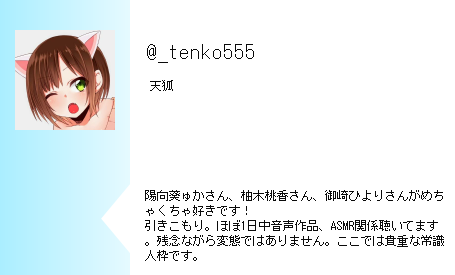 @_tenko555
天狐
陽向葵ゅかさん、柚木桃香さん、御崎ひよりさんがめち
ゃくちゃ好きです！
引きこもり。ほぼ1日中音声作品、ASMR関係聴いてます
。残念ながら変態ではありません。ここでは貴重な常識
人枠です。